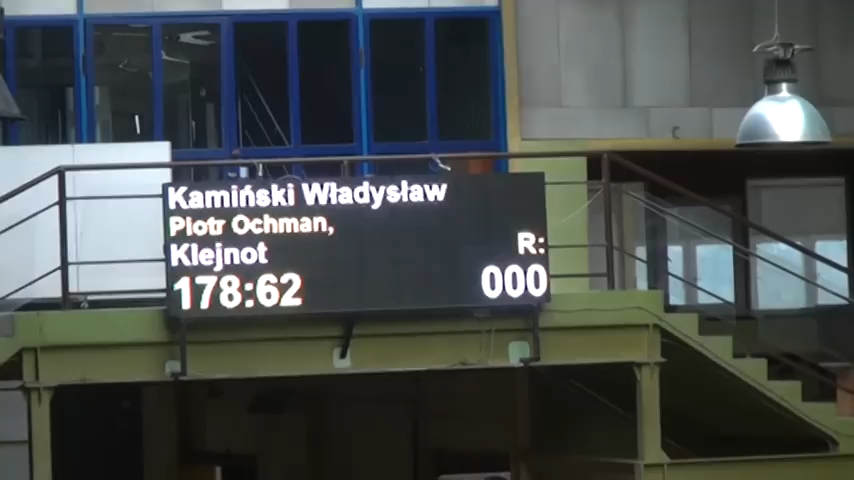 Kamiński Władysław
Piotr Ochman,
Klejnot
R:
178:62
000